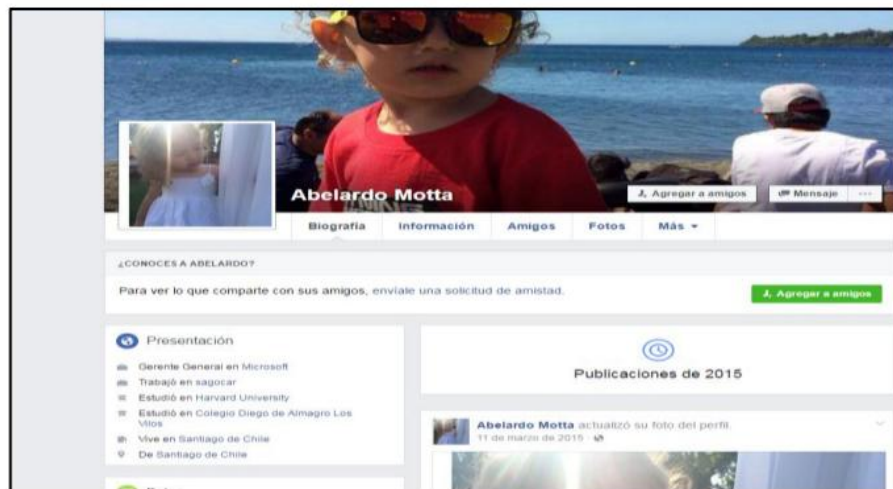 Abelardo Motta
Agregar a amigos
Mensaje
Biografía
Información
Amigos
Fotos
Más
¿CONOCES A ABELARDO?
Para ver lo que comparte con sus amigos, envíale una solicitud de amistad.
Agregar a amigos
Presentación
Gerente General en Microsoft
Trabajó en sagocar
Estudió en Harvard University
Estudió en Colegio Diego de Almagro Los
Vilos
Vive en Santiago de Chile
De Santiago de Chile
Publicaciones de 2015
Abelardo Motta actualizó su foto del perfil.
11 de marzo de 2015